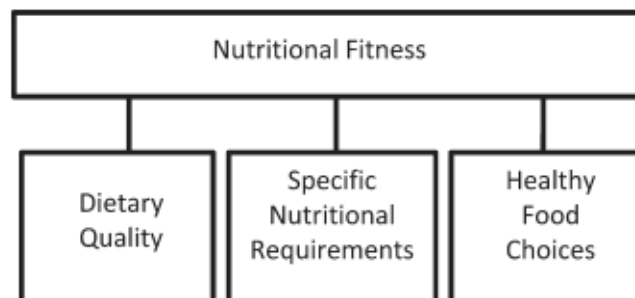 Nutritional Fitness
Dietary
Quality
Specific
Nutritional
Requirements
Healthy
Food
Choices